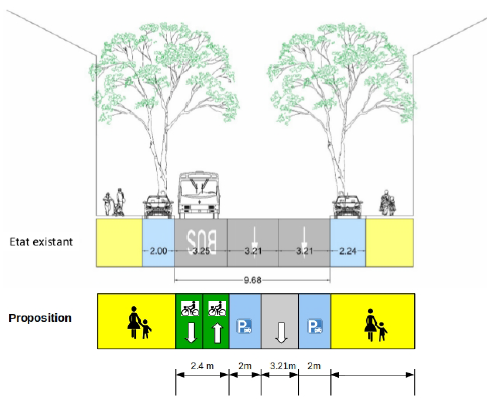 Etat existant
2.00 BUS 3.25 3.21 3.21 2.24
9.68
Proposition
P P
2.4 m 2m 3.21m 2m